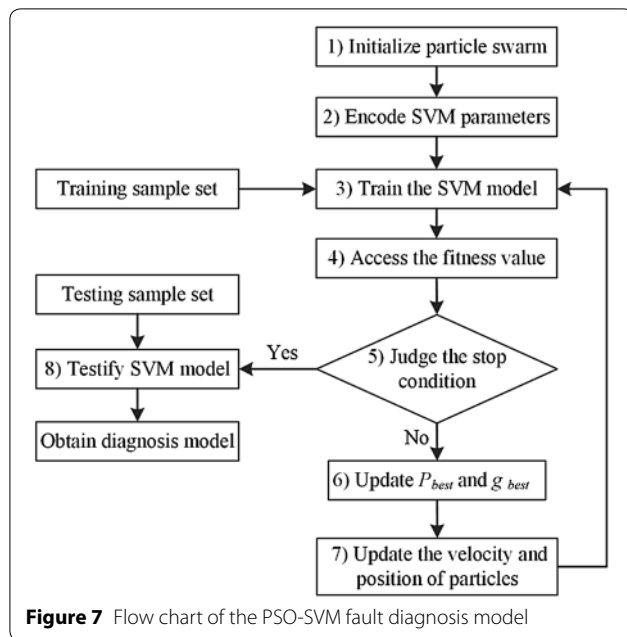 1) Initialize particle swarm
2) Encode SVM parameters
Training sample set
3) Train the SVM model
4) Access the fitness value
Testing sample set
Yes
5) Judge the stop
condition
8) Testify SVM model
Obtain diagnosis model
No
6) Update P_best and g_best
7) Update the velocity and
position of particles
Figure 7 Flow chart of the PSO-SVM fault diagnosis model